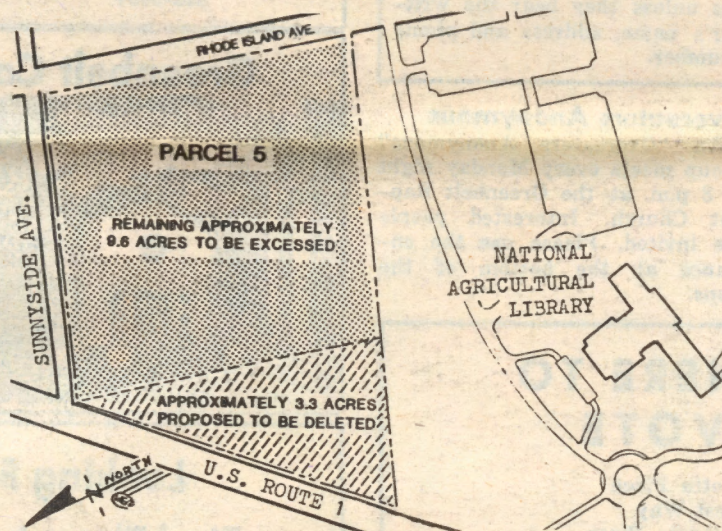 RHODE ISLAND AVE
PARCEL 5
REMAINING APPROXIMATELY
9.6 ACRES TO BE EXCESSED
SUNNYSIDE AVE.
NATIONAL
AGRICULTURAL
LIBRARY
APPROXIMATELY 3.3 ACRES
PROPOSED TO BE DELETED
N NORTH
U.S. ROUTE 1